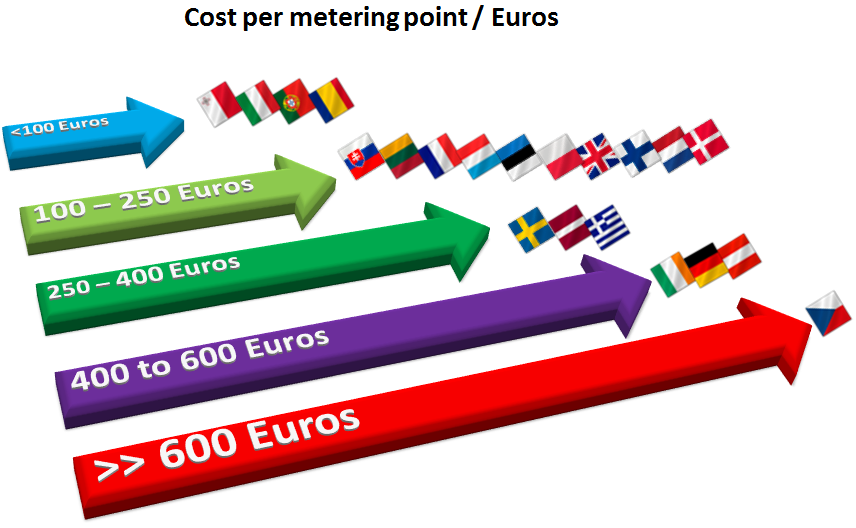 Cost per metering point / Euros
<100 Euros
100 – 250 Euros
250 – 400 Euros
400 to 600 Euros
>> 600 Euros